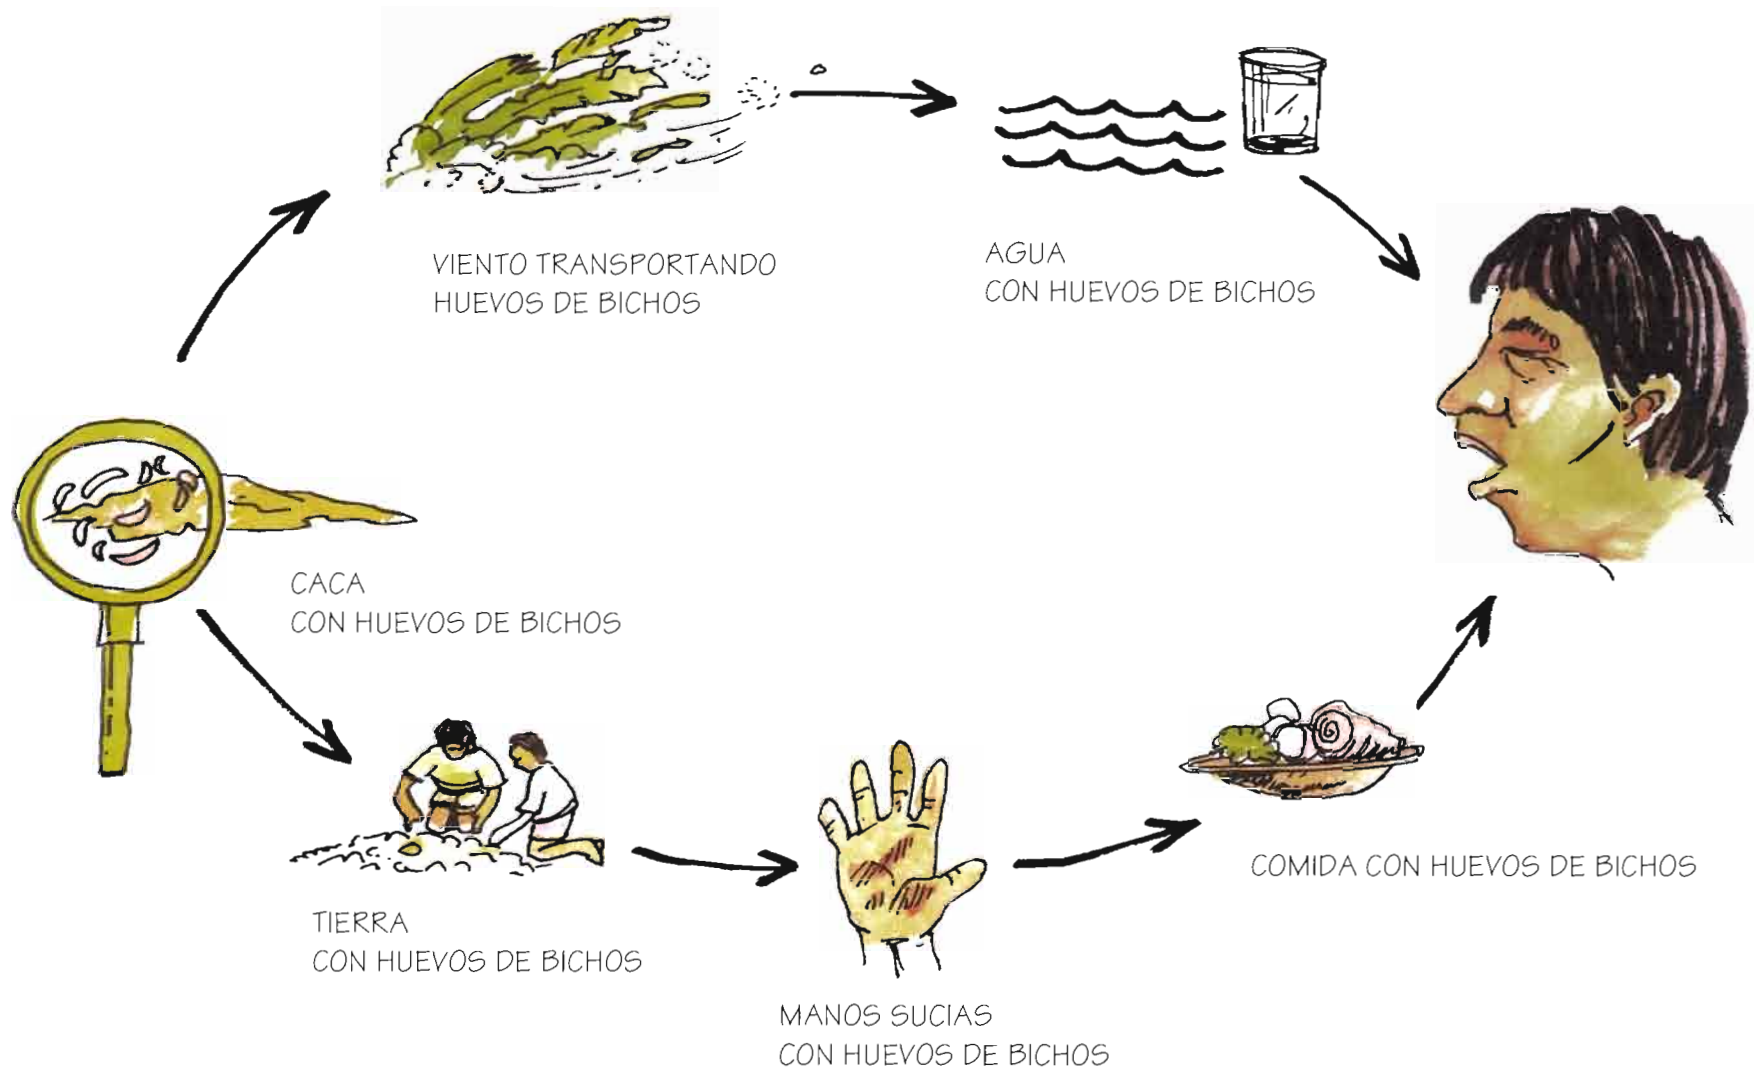 VIENTO TRANSPORTANDO
HUEVOS DE BICHOS
AGUA
CON HUEVOS DE BICHOS
CACA
CON HUEVOS DE BICHOS
TIERRA
CON HUEVOS DE BICHOS
MANOS SUCIAS
CON HUEVOS DE BICHOS
COMIDA CON HUEVOS DE BICHOS